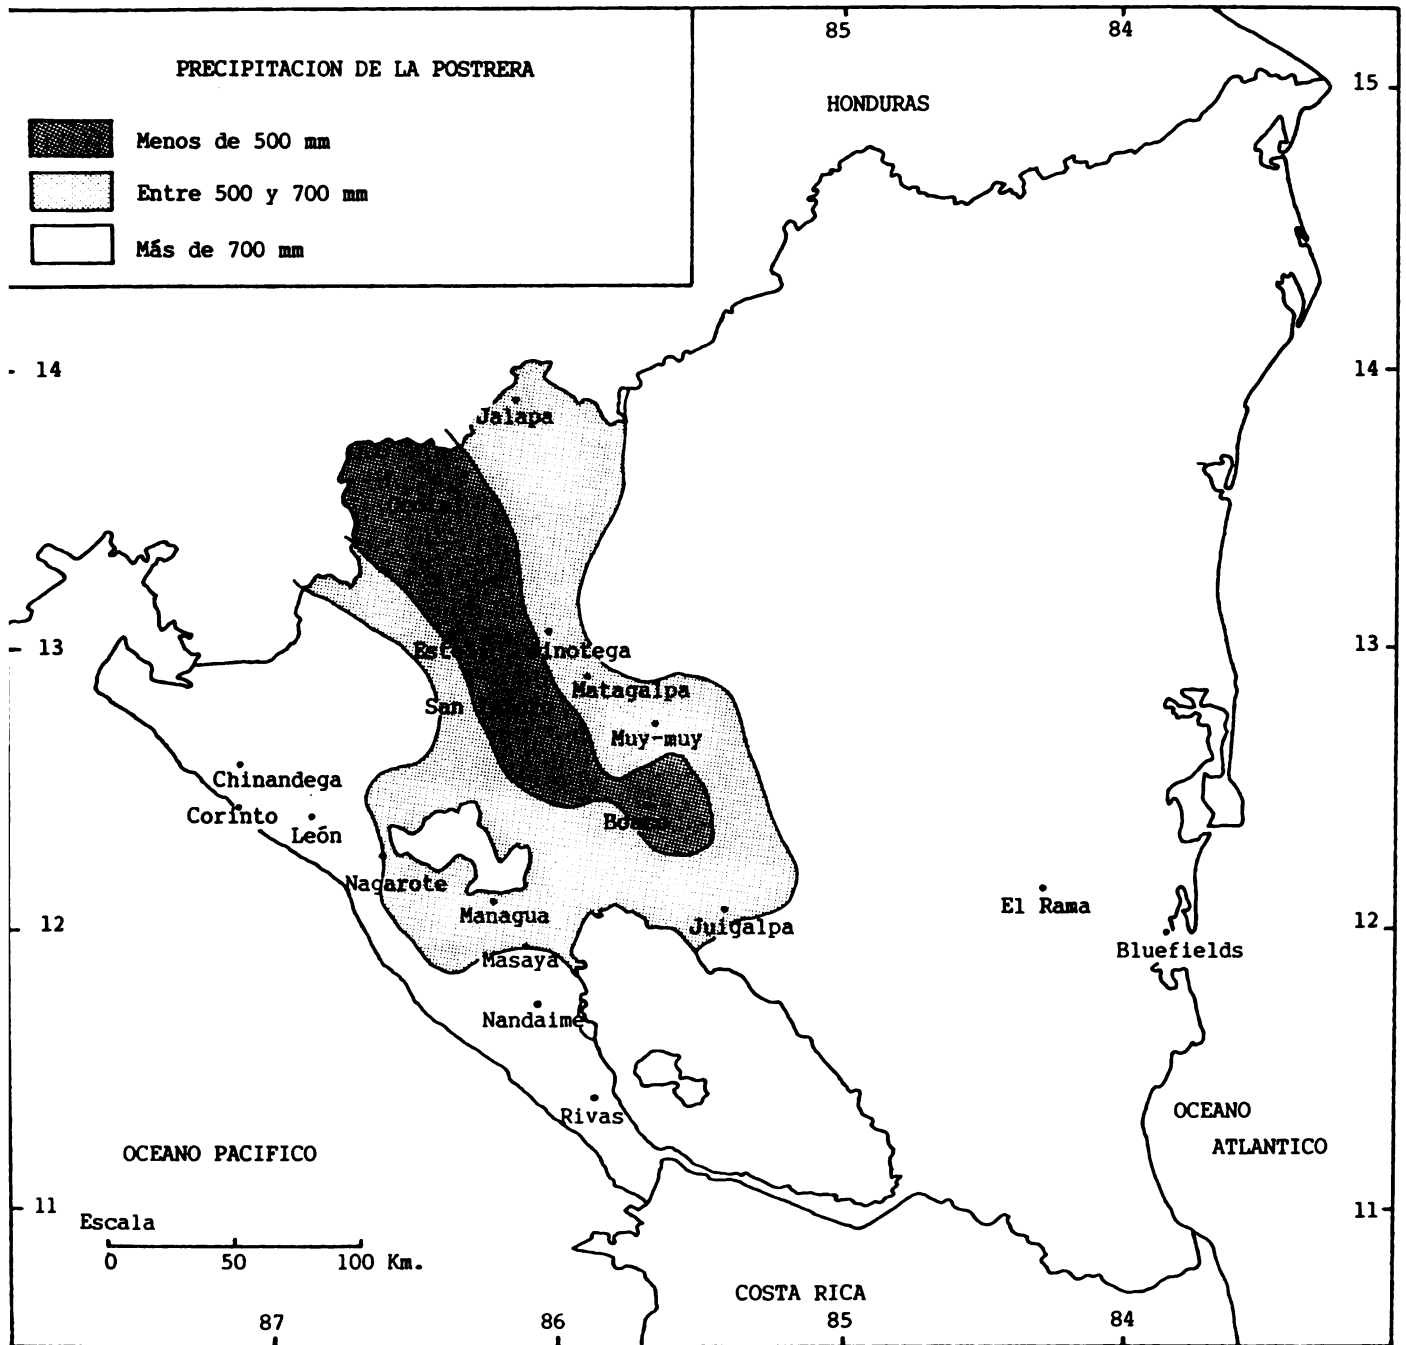 85
84
PRECIPITACION DE LA POSTRERA
Menos de 500 mm
Entre 500 y 700 mm
Más de 700 mm
HONDURAS
15
14
14
Jalapa
13
13
Matagalpa
San
Muy-muy
Chinandega
Corinto
León
Nagarote
Managua
Juigalpa
El Rama
12
12
Bluefields
Masaya
Nandaime
Rivas
OCEANO
ATLANTICO
OCEANO PACIFICO
11
11
Escala
0 50 100 Km.
COSTA RICA
87
86
85
84